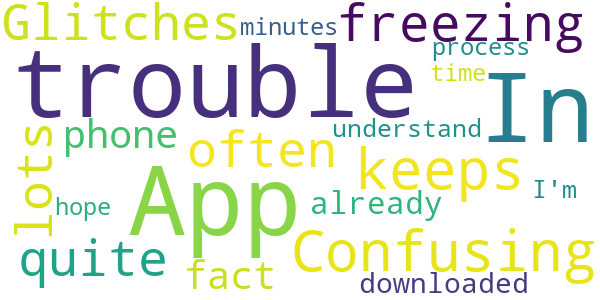 Glitches
minutes
freezing
trouble
process
time
In
lots
phone
often
understand
keeps
App
I'm
hope
already
quite
fact
Confusing
downloaded